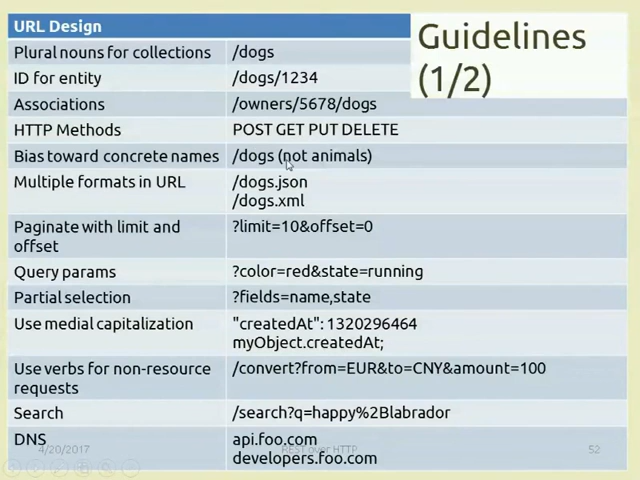 URL Design
Guidelines
(1/2)
Plural nouns for collections /dogs
ID for entity /dogs/1234
Associations /owners/5678/dogs
HTTP Methods POST GET PUT DELETE
Bias toward concrete names /dogs (not animals)
Multiple formats in URL /dogs.json
/dogs.xml
Paginate with limit and ?limit=10&offset=0
offset
Query params ?color=red&state=running
Partial selection ?fields=name,state
Use medial capitalization "createdAt": 1320296464
myObject.createdAt;
Use verbs for non-resource /convert?from=EUR&to=CNY&amount=100
requests
Search /search?q=happy%2Blabrador
DNS api.foo.com
developers.foo.com
4/20/2017 REST over HTTP 52